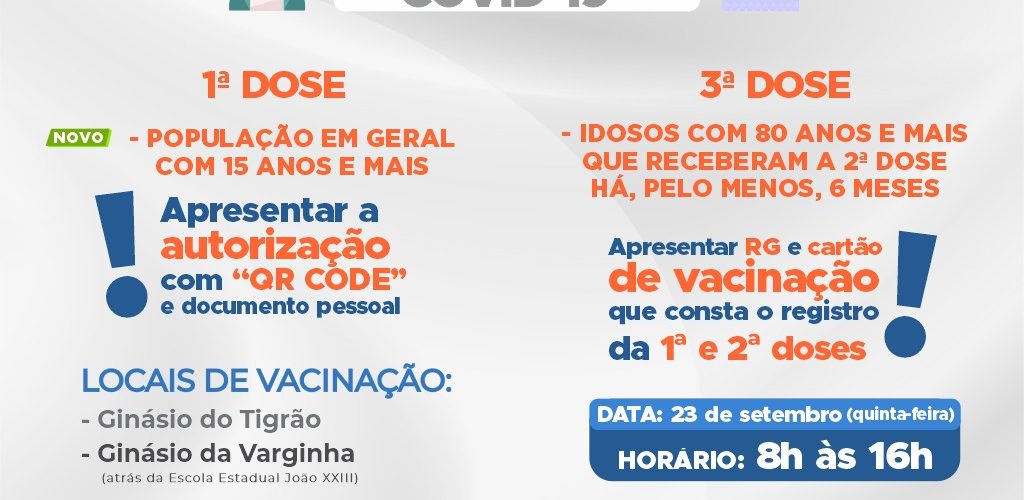 COVID-19
1ª DOSE
NOVO
- POPULAÇÃO EM GERAL
COM 15 ANOS E MAIS
Apresentar a
autorização
com “QR CODE”
e documento pessoal
LOCAIS DE VACINAÇÃO:
- Ginásio do Tigrão
- Ginásio da Varginha
(atrás da Escola Estadual João XXIII)
3ª DOSE
- IDOSOS COM 80 ANOS E MAIS
QUE RECEBERAM A 2ª DOSE
HÁ, PELO MENOS, 6 MESES
Apresentar RG e cartão
de vacinação
que consta o registro
da 1ª e 2ª doses
DATA: 23 de setembro (quinta-feira)
HORÁRIO: 8h às 16h